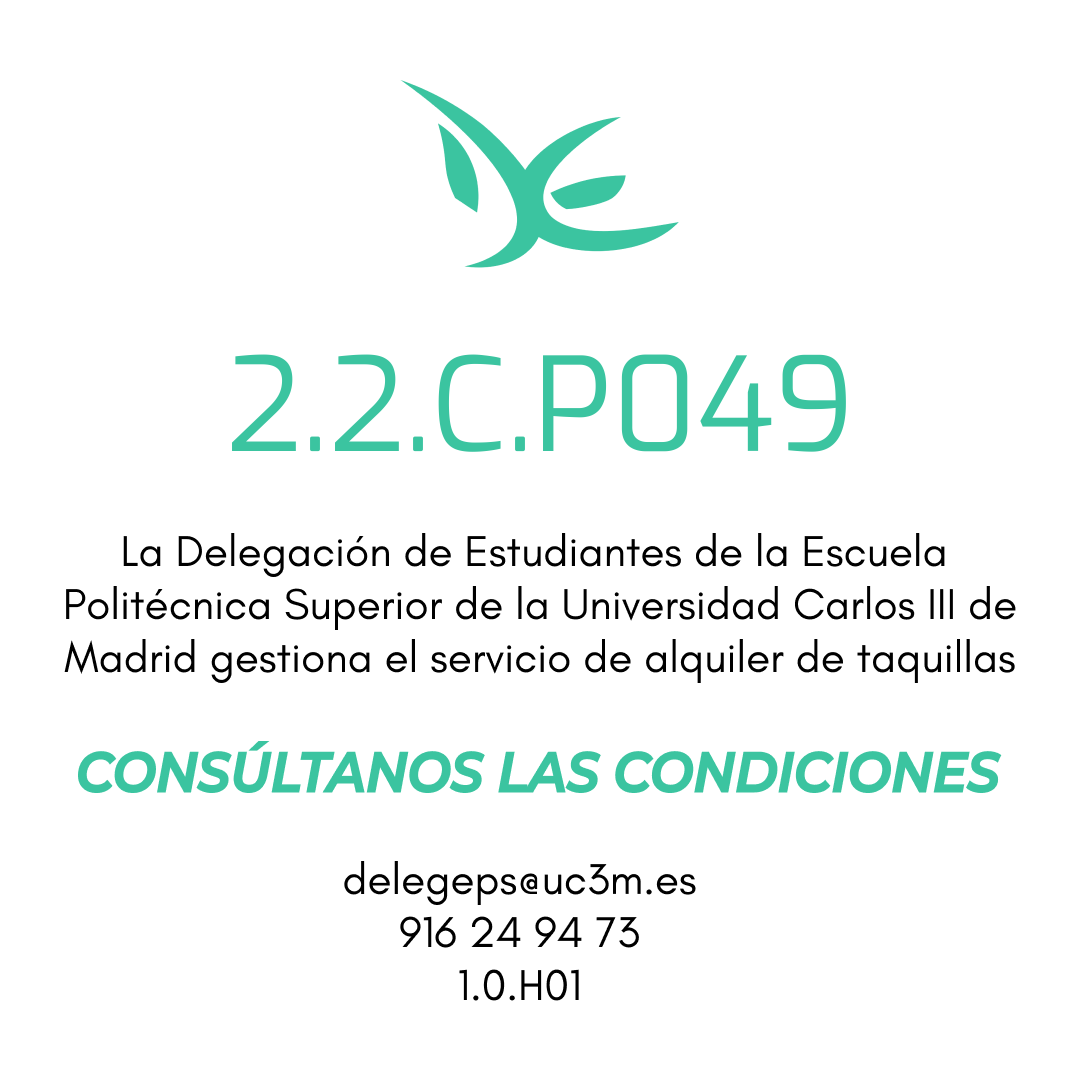 2.2.C.P049
La Delegación de Estudiantes de la Escuela
Politécnica Superior de la Universidad Carlos III de
Madrid gestiona el servicio de alquiler de taquillas
CONSÚLTANOS LAS CONDICIONES
delegeps@uc3m.es
916 24 94 73
1.0.H01